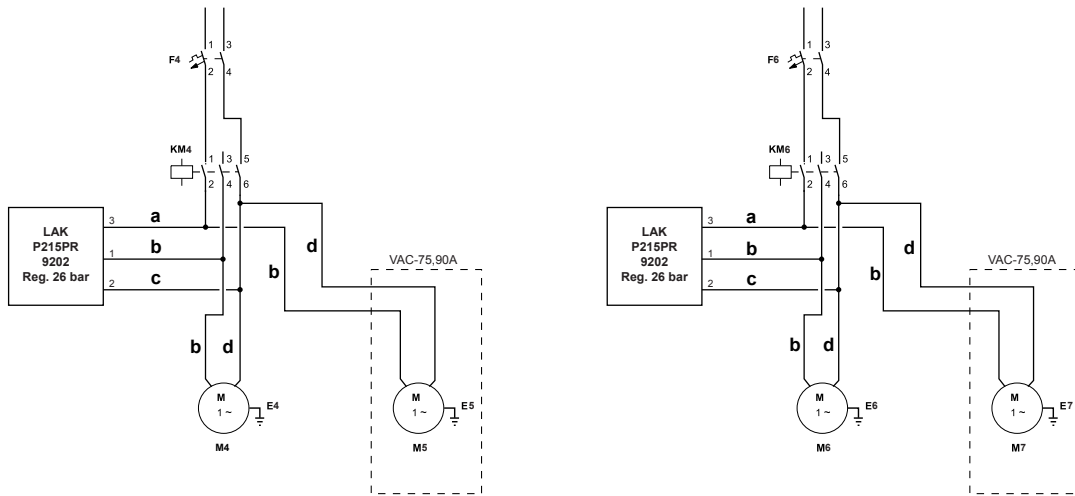 1 3
F4
2 4
KM4
1 3 5
2 4 6
LAK
P215PR
9202
Reg. 26 bar
3 a
1 b
2 c
d
b
VAC-75,90A
b d
M
1 ~
E4
M4
M
1 ~
E5
M5
1 3
F6
2 4
KM6
1 3 5
2 4 6
LAK
P215PR
9202
Reg. 26 bar
3 a
1 b
2 c
d
b
VAC-75,90A
b d
M
1 ~
E6
M6
M
1 ~
E7
M7